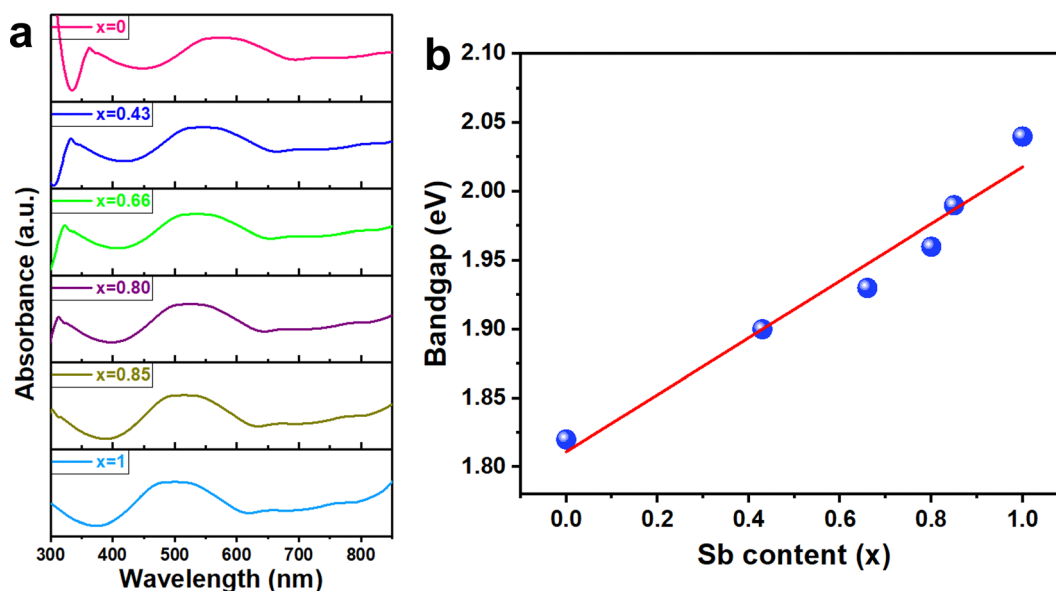 a
x=0
x=0.43
x=0.66
x=0.80
x=0.85
x=1
Absorbance (a.u.)
300 400 500 600 700 800
Wavelength (nm)
b
2.10
2.05
2.00
1.95
1.90
1.85
1.80
Bandgap (eV)
0.0 0.2 0.4 0.6 0.8 1.0
Sb content (x)